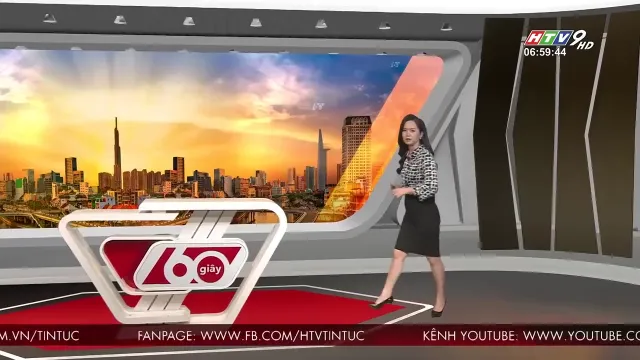 HTV9 HD
06:59:44
60 giây
M.VN/TINTUC FANPAGE: WWW.FB.COM/HTVTINTUC KÊNH YOUTUBE: WWW.YOUTUBE.COM